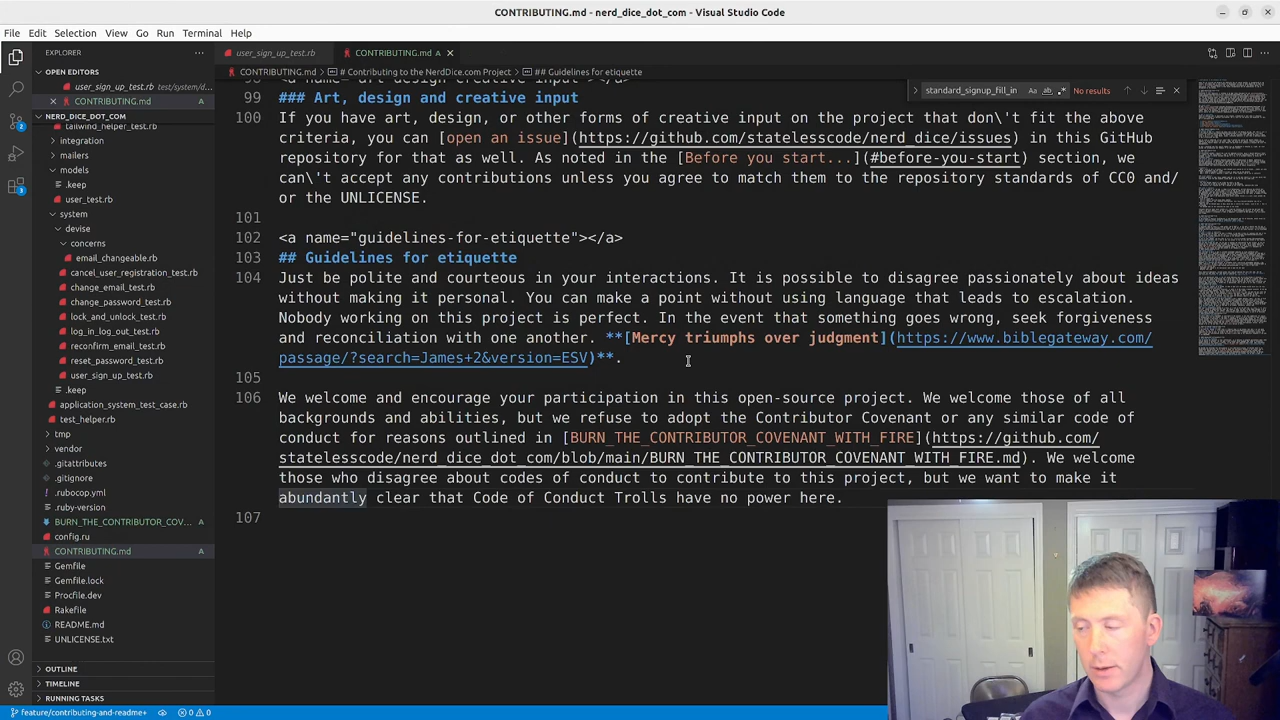 CONTRIBUTING.md - nerd_dice_dot_com - Visual Studio Code
File Edit Selection View Go Run Terminal Help
EXPLORER
OPEN EDITORS
user_sign_up_test.rb test/system/d...
CONTRIBUTING.md A
NERD_DICE_DOT_COM
tailwind_helper_test.rb
integration
mailers
models
.keep
user_test.rb
system
devise
concerns
email_changeable.rb
cancel_user_registration_test.rb
change_email_test.rb
change_password_test.rb
lock_and_unlock_test.rb
log_in_log_out_test.rb
reconfirm_email_test.rb
reset_password_test.rb
user_sign_up_test.rb
.keep
application_system_test_case.rb
test_helper.rb
tmp
vendor
.gitattributes
.gitignore
.rubocop.yml
.ruby-version
BURN_THE_CONTRIBUTOR_COV... A
config.ru
CONTRIBUTING.md A
Gemfile
Gemfile.lock
Procfile.dev
Rakefile
README.md
UNLICENSE.txt
OUTLINE
TIMELINE
RUNNING TASKS
user_sign_up_test.rb CONTRIBUTING.md A
CONTRIBUTING.md > # Contributing to the NerdDice.com Project > ## Guidelines for etiquette
standard_signup_fill_in Aa ab .* No results
98 <a name="art-design-creative-input"></a>
99 ### Art, design and creative input
100 If you have art, design, or other forms of creative input on the project that don\'t fit the above
criteria, you can [open an issue](https://github.com/statelesscode/nerd_dice/issues) in this GitHub
repository for that as well. As noted in the [Before you start...](#before-you-start) section, we
can\'t accept any contributions unless you agree to match them to the repository standards of CC0 and/
or the UNLICENSE.
101
102 <a name="guidelines-for-etiquette"></a>
103 ## Guidelines for etiquette
104 Just be polite and courteous in your interactions. It is possible to disagree passionately about ideas
without making it personal. You can make a point without using language that leads to escalation.
Nobody working on this project is perfect. In the event that something goes wrong, seek forgiveness
and reconciliation with one another. **[Mercy triumphs over judgment](https://www.biblegateway.com/
passage/?search=James+2&version=ESV)**.
105
106 We welcome and encourage your participation in this open-source project. We welcome those of all
backgrounds and abilities, but we refuse to adopt the Contributor Covenant or any similar code of
conduct for reasons outlined in [BURN_THE_CONTRIBUTOR_COVENANT_WITH_FIRE](https://github.com/
statelesscode/nerd_dice_dot_com/blob/main/BURN_THE_CONTRIBUTOR_COVENANT_WITH_FIRE.md). We welcome
those who disagree about codes of conduct to contribute to this project, but we want to make it
abundantly clear that Code of Conduct Trolls have no power here.
107
feature/contributing-and-readme+ 0 0